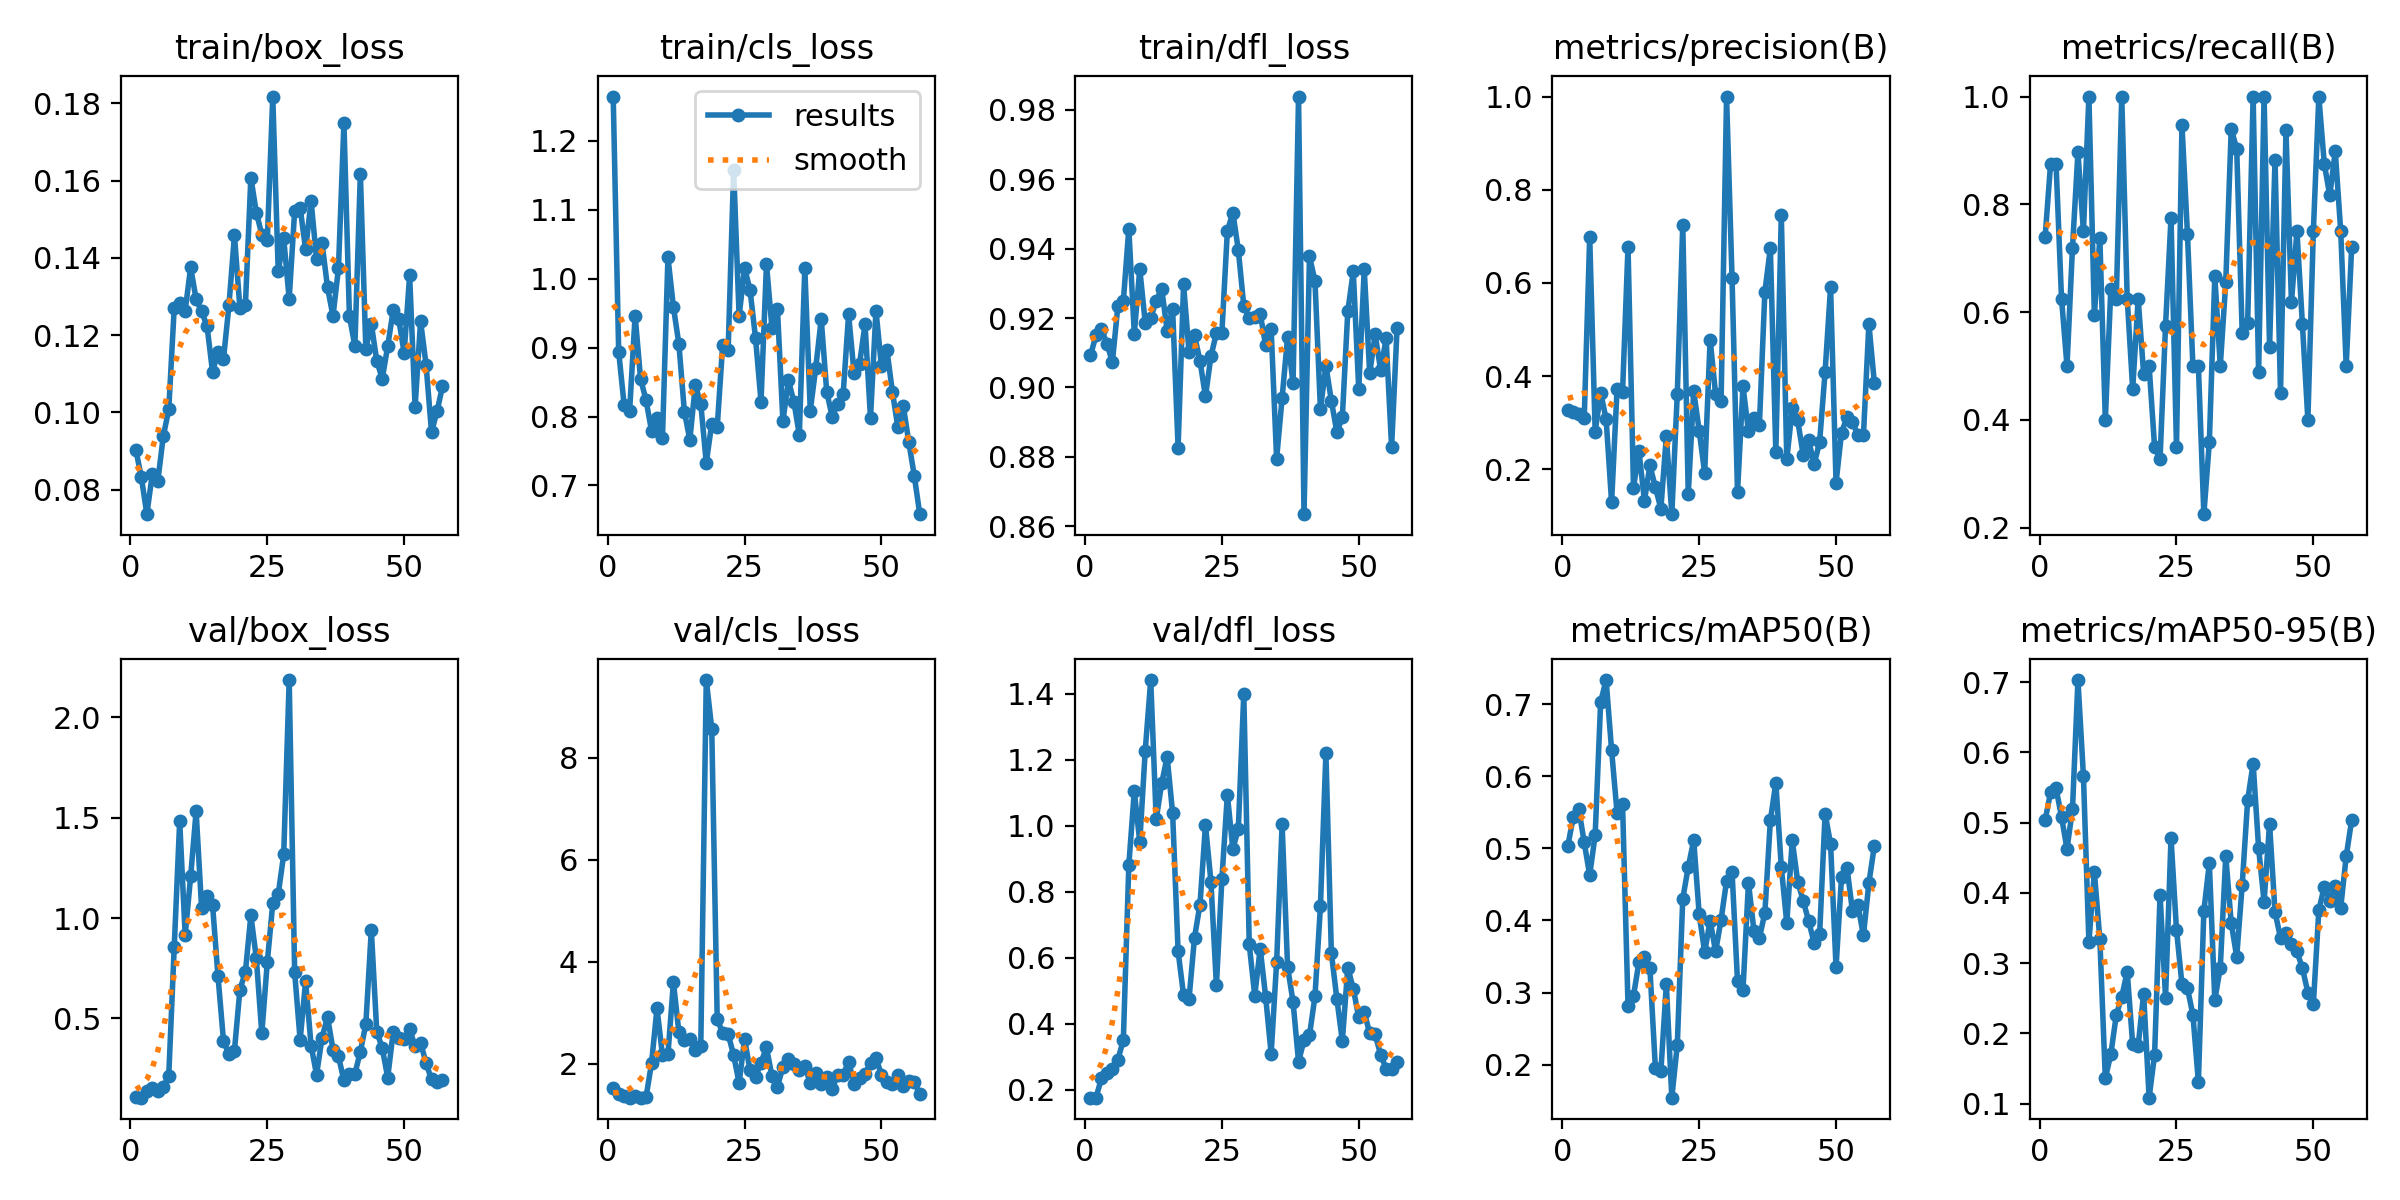 train/box_loss
0.18
0.16
0.14
0.12
0.10
0.08
0 25 50
train/cls_loss
results
smooth
1.2
1.1
1.0
0.9
0.8
0.7
0 25 50
train/dfl_loss
0.98
0.96
0.94
0.92
0.90
0.88
0.86
0 25 50
metrics/precision(B)
1.0
0.8
0.6
0.4
0.2
0 25 50
metrics/recall(B)
1.0
0.8
0.6
0.4
0.2
0 25 50
val/box_loss
2.0
1.5
1.0
0.5
0 25 50
val/cls_loss
8
6
4
2
0 25 50
val/dfl_loss
1.4
1.2
1.0
0.8
0.6
0.4
0.2
0 25 50
metrics/mAP50(B)
0.7
0.6
0.5
0.4
0.3
0.2
0 25 50
metrics/mAP50-95(B)
0.7
0.6
0.5
0.4
0.3
0.2
0.1
0 25 50